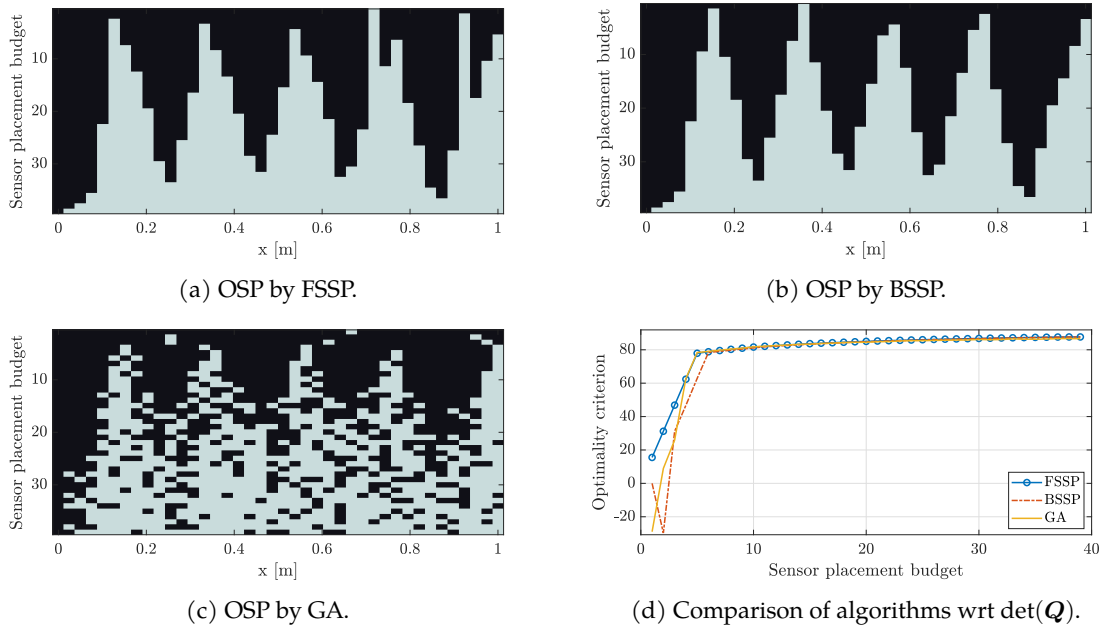 Sensor placement budget
10
20
30
0
0.2
0.4
0.6
0.8
1
x [m]
(a) OSP by FSSP.
Sensor placement budget
10
20
30
0
0.2
0.4
0.6
0.8
1
x [m]
(b) OSP by BSSP.
Sensor placement budget
10
20
30
0
0.2
0.4
0.6
0.8
1
x [m]
(c) OSP by GA.
Optimality criterion
80
60
40
20
0
-20
0
10
20
30
40
Sensor placement budget
FSSP
BSSP
GA
(d) Comparison of algorithms wrt det(Q).